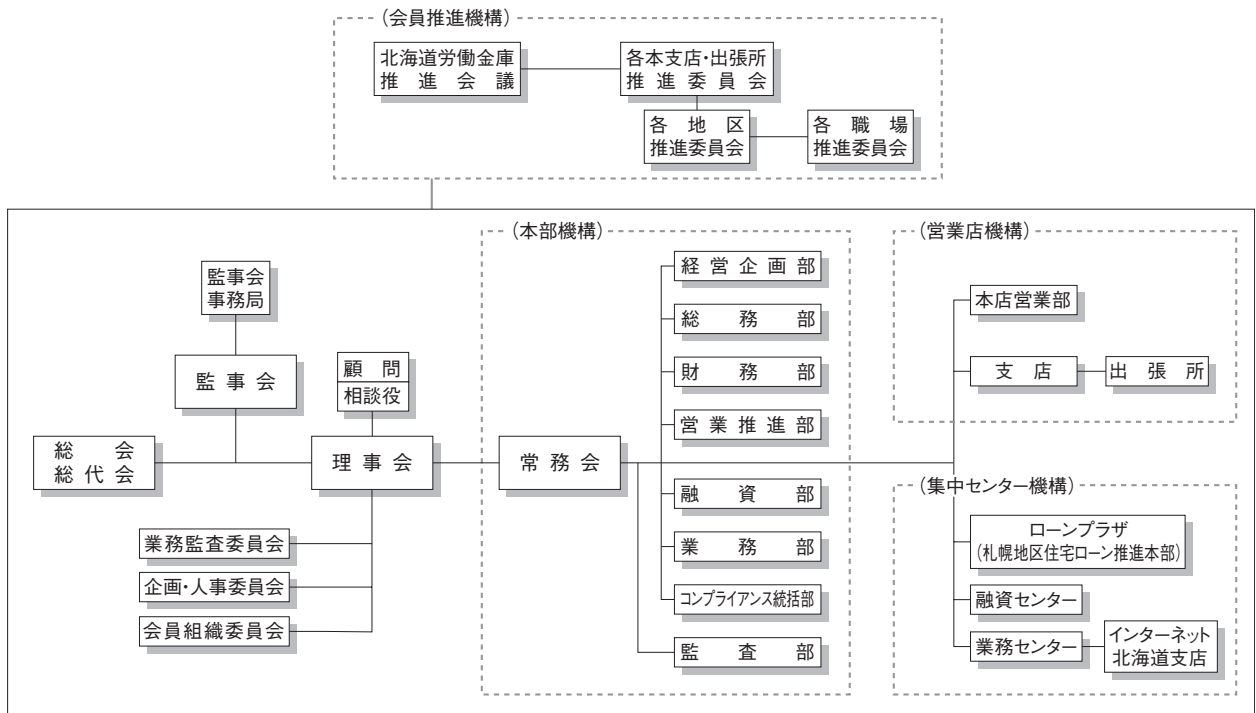 (会員推進機構)
北海道労働金庫
推進会議
各本支店・出張所
推進委員会
各地区
推進委員会
各職場
推進委員会
(本部機構)
(営業店機構)
監事会
事務局
監事会
顧問
相談役
総会
総代会
理事会
常務会
業務監査委員会
企画・人事委員会
会員組織委員会
経営企画部
総務部
財務部
営業推進部
融資部
業務部
コンプライアンス統括部
監査部
本店営業部
支店
出張所
(集中センター機構)
ローンプラザ
(札幌地区住宅ローン推進本部)
融資センター
業務センター
インターネット
北海道支店